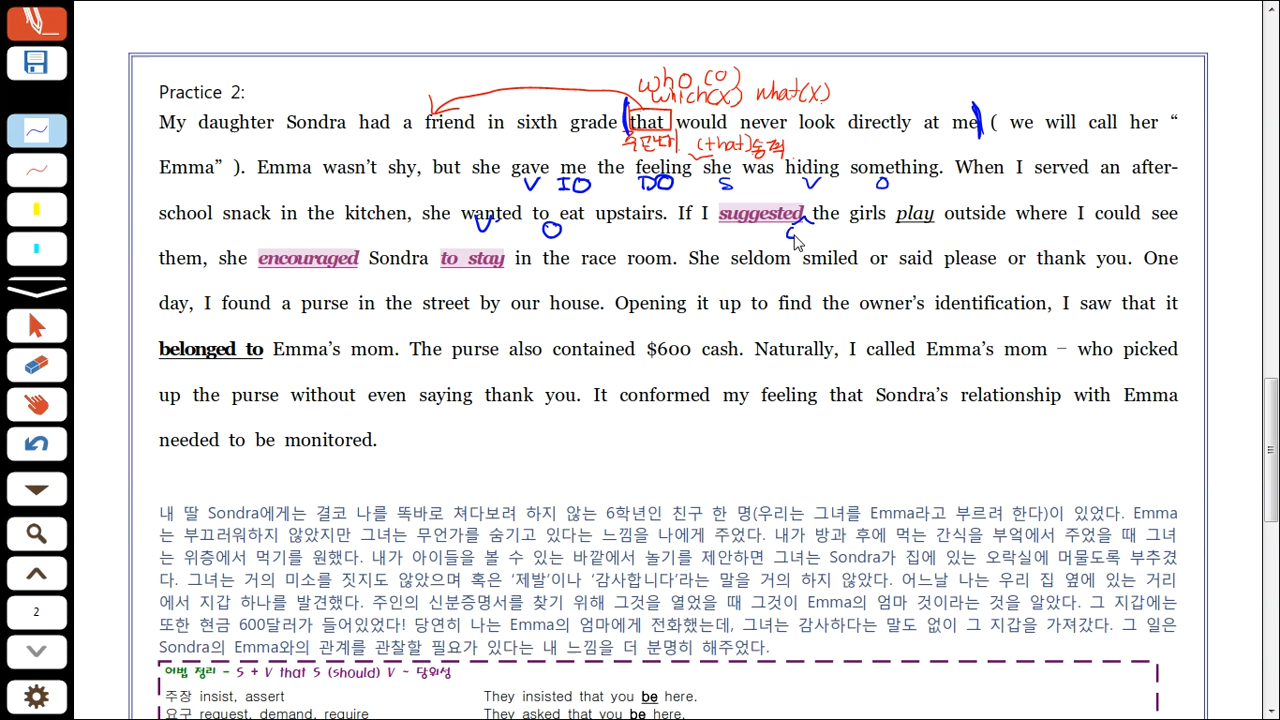 who (o)
which(x) what(x)
Practice 2:
My daughter Sondra had a friend in sixth grade that would never look directly at me ( we will call her “
주관대 (that)동격
Emma” ). Emma wasn’t shy, but she gave me the feeling she was hiding something. When I served an after-
V IO DO S V O
school snack in the kitchen, she wanted to eat upstairs. If I suggested the girls play outside where I could see
V O
them, she encouraged Sondra to stay in the race room. She seldom smiled or said please or thank you. One
day, I found a purse in the street by our house. Opening it up to find the owner’s identification, I saw that it
belonged to Emma’s mom. The purse also contained $600 cash. Naturally, I called Emma’s mom – who picked
up the purse without even saying thank you. It conformed my feeling that Sondra’s relationship with Emma
needed to be monitored.
내 딸 Sondra에게는 결코 나를 똑바로 쳐다보려 하지 않는 6학년인 친구 한 명(우리는 그녀를 Emma라고 부르려 한다)이 있었다. Emma
는 부끄러워하지 않았지만 그녀는 무언가를 숨기고 있다는 느낌을 나에게 주었다. 내가 방과 후에 먹는 간식을 부엌에서 주었을 때 그녀
는 위층에서 먹기를 원했다. 내가 아이들을 볼 수 있는 바깥에서 놀기를 제안하면 그녀는 Sondra가 집에 있는 오락실에 머물도록 부추겼
다. 그녀는 거의 미소를 짓지도 않았으며 혹은 ‘제발’이나 ‘감사합니다’라는 말을 거의 하지 않았다. 어느날 나는 우리 집 옆에 있는 거리
에서 지갑 하나를 발견했다. 주인의 신분증명서를 찾기 위해 그것을 열었을 때 그것이 Emma의 엄마 것이라는 것을 알았다. 그 지갑에는
또한 현금 600달러가 들어있었다! 당연히 나는 Emma의 엄마에게 전화했는데, 그녀는 감사하다는 말도 없이 그 지갑을 가져갔다. 그 일은
Sondra의 Emma와의 관계를 관찰할 필요가 있다는 내 느낌을 더 분명히 해주었다.
어법 정리 – S + V that S (should) V ~ 당위성
주장 insist, assert They insisted that you be here.
요구 request, demand, require They asked that you be here.
2